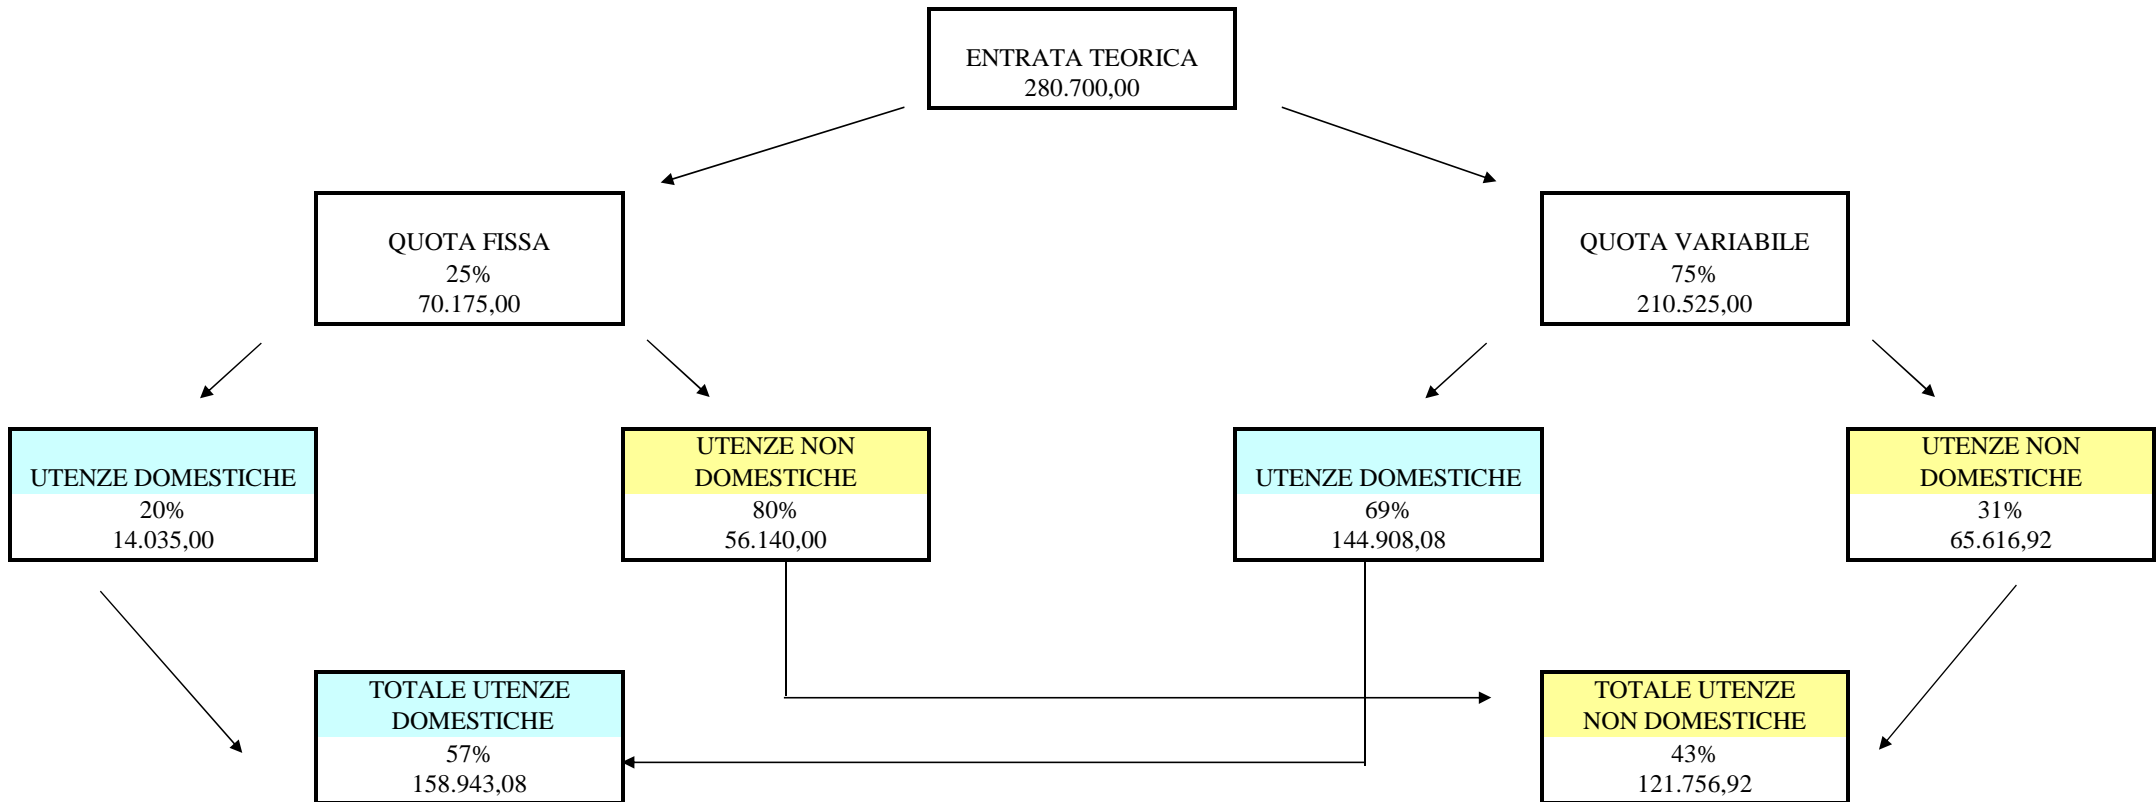 ENTRATA TEORICA
280.700,00
QUOTA FISSA
25%
70.175,00
QUOTA VARIABILE
75%
210.525,00
UTENZE DOMESTICHE
20%
14.035,00
UTENZE NON
DOMESTICHE
80%
56.140,00
UTENZE DOMESTICHE
69%
144.908,08
UTENZE NON
DOMESTICHE
31%
65.616,92
TOTALE UTENZE
DOMESTICHE
57%
158.943,08
TOTALE UTENZE
NON DOMESTICHE
43%
121.756,92